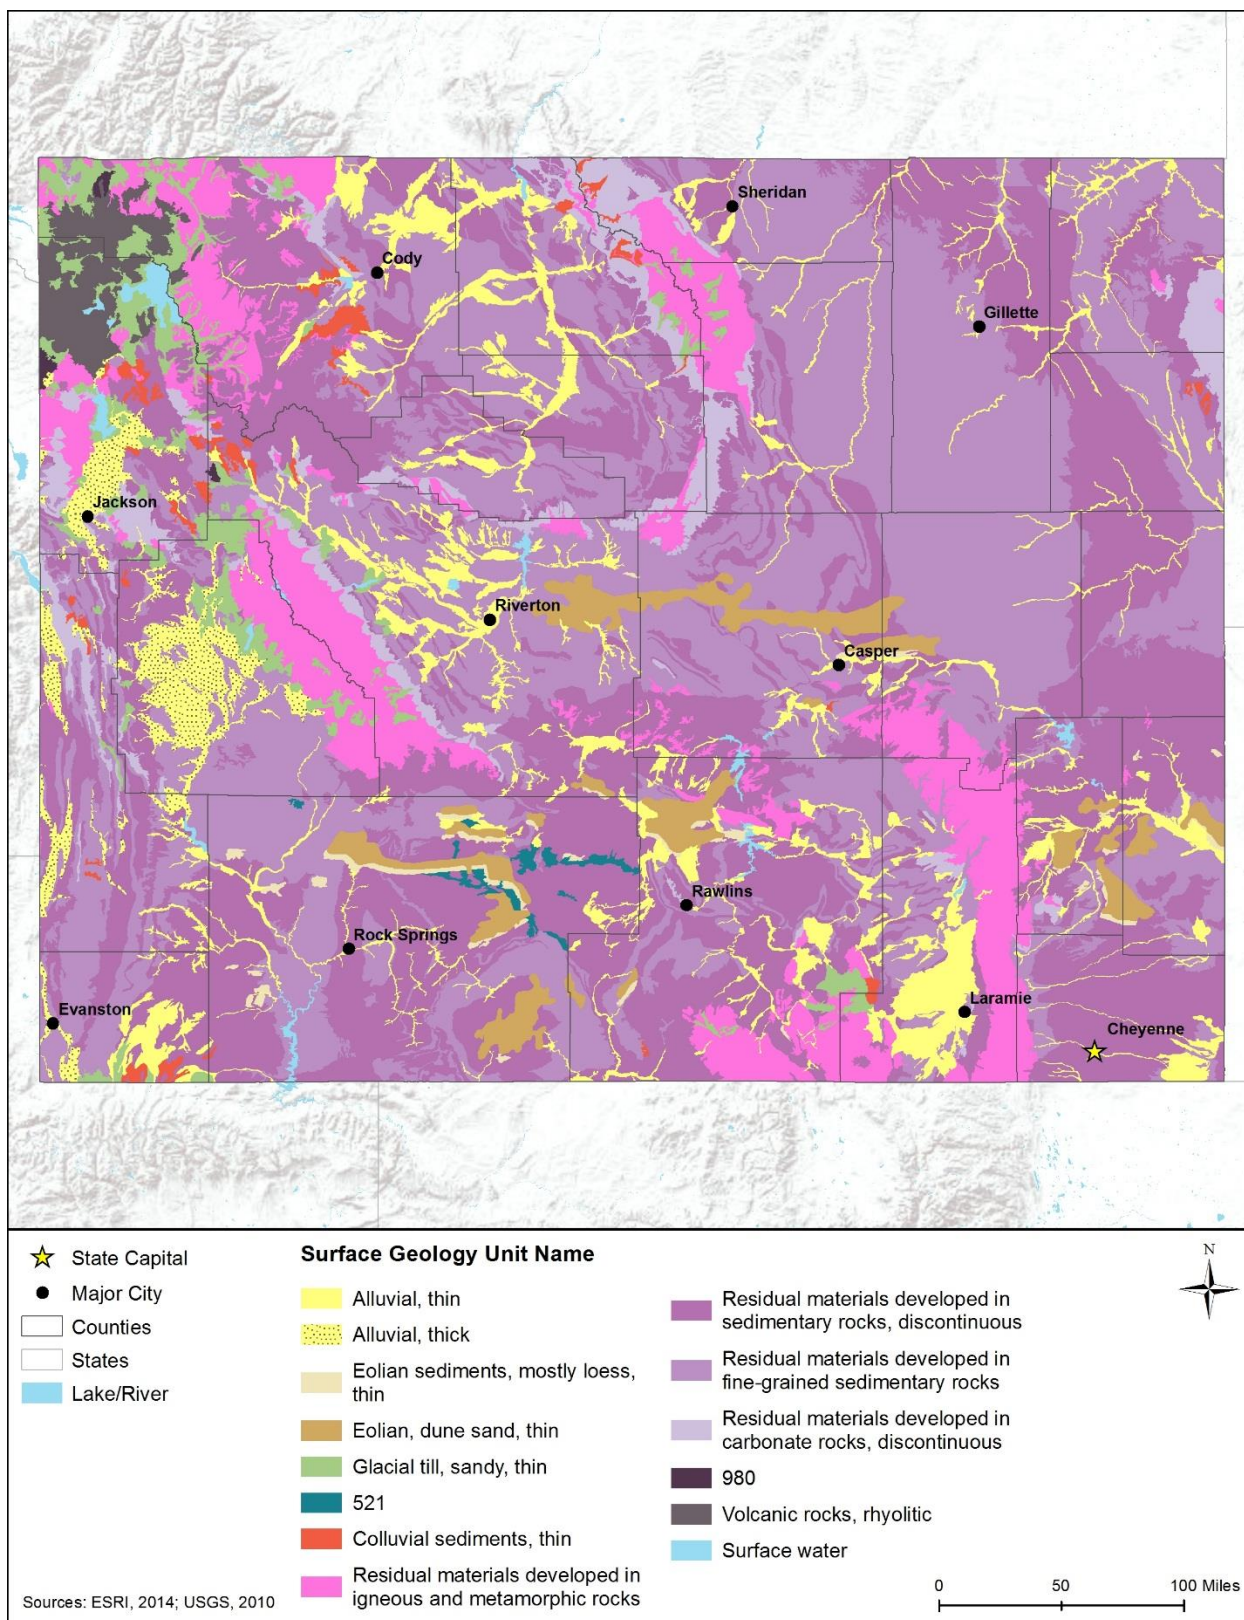 Sheridan
Cody
Gillette
Jackson
Riverton
Casper
Rawlins
Rock Springs
Evanston
Laramie
Cheyenne
State Capital
Major City
Counties
States
Lake/River
Surface Geology Unit Name
Alluvial, thin
Alluvial, thick
Eolian sediments, mostly loess,
thin
Eolian, dune sand, thin
Glacial till, sandy, thin
521
Colluvial sediments, thin
Residual materials developed in
igneous and metamorphic rocks
Residual materials developed in
sedimentary rocks, discontinuous
Residual materials developed in
fine-grained sedimentary rocks
Residual materials developed in
carbonate rocks, discontinuous
980
Volcanic rocks, rhyolitic
Surface water
N
0 50 100 Miles
Sources: ESRI, 2014; USGS, 2010